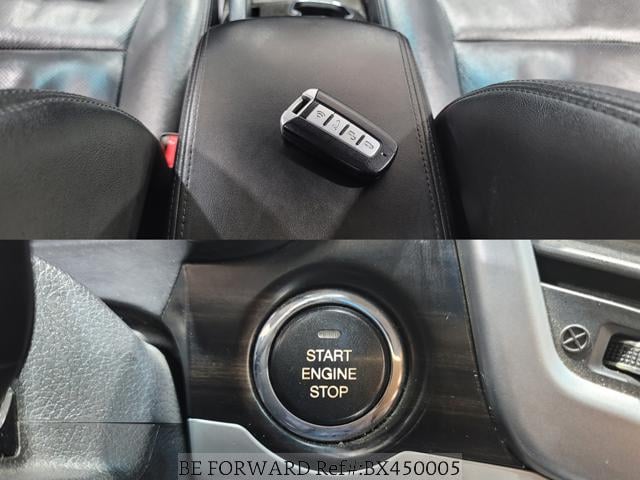 START
ENGINE
STOP
BE FORWARD Ref#:BX450005